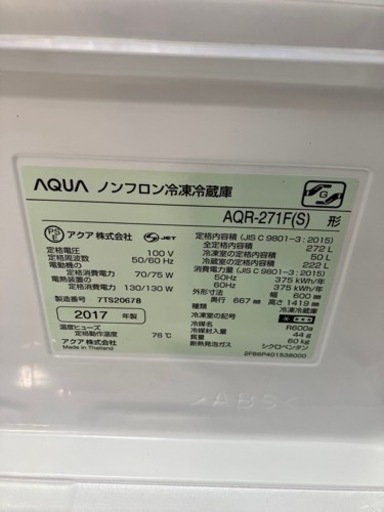 AQUA ノンフロン冷凍冷蔵庫
AQR-271F(S) 形
アクア株式会社 JET
定格電圧 100 V
定格周波数 50/60 Hz
電動機の
定格消費電力 70/75 W
電熱装置の
定格消費電力 130/130 W
製造番号 7TS20678
2017 年製
温度ヒューズ
定格動作温度 76℃
アクア株式会社
Made in Thailand
定格内容積 (JIS C 9801-3:2015)
全定格内容積 272 L
冷凍室の定格内容積 50 L
冷蔵室の定格内容積 222 L
消費電力量 (JIS C 9801-3:2015)
50Hz 375 kWh/年
60Hz 375 kWh/年
外形寸法 幅 600 mm
奥行 667 mm 高さ 1419 mm
種類 冷凍冷蔵庫
冷凍室の記号
冷媒 R600a
冷媒封入量 44 g
質量 60 kg
断熱発泡ガス シクロペンタン
2FB6P401S38000
>ABS<